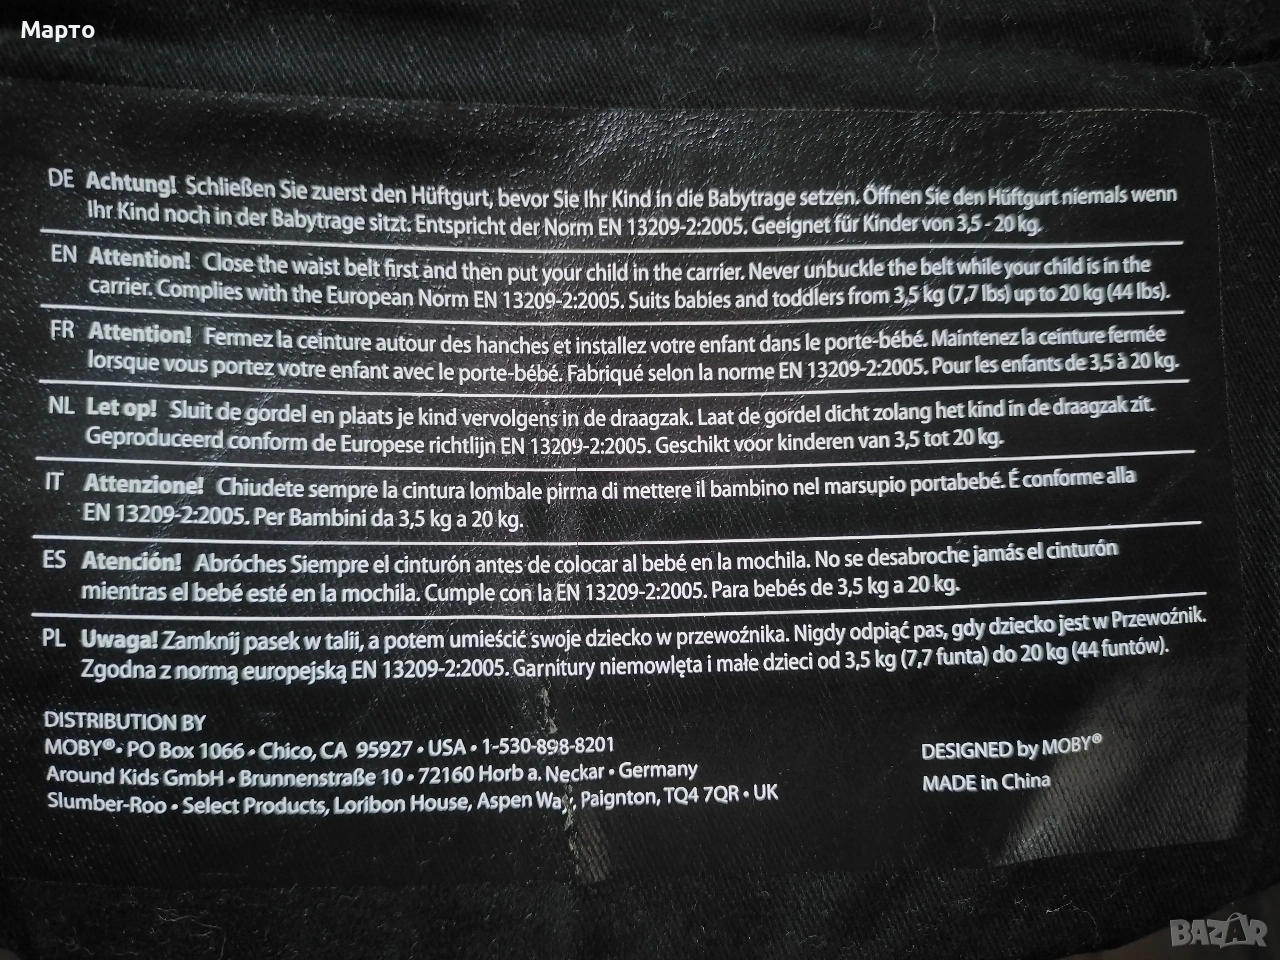 Марто
DE Achtung! Schließen Sie zuerst den Hüftgurt, bevor Sie Ihr Kind in die Babytrage setzen. Öffnen Sie den Hüftgurt niemals wenn
Ihr Kind noch in der Babytrage sitzt. Entspricht der Norm EN 13209-2:2005. Geeignet für Kinder von 3,5 - 20 kg.
EN Attention! Close the waist belt first and then put your child in the carrier. Never unbuckle the belt while your child is in the
carrier. Complies with the European Norm EN 13209-2:2005. Suits babies and toddlers from 3,5 kg (7,7 lbs) up to 20 kg (44 lbs).
FR Attention! Fermez la ceinture autour des hanches et installez votre enfant dans le porte-bébé. Maintenez la ceinture fermée
lorsque vous portez votre enfant avec le porte-bébé. Fabriqué selon la norme EN 13209-2:2005. Pour les enfants de 3,5 à 20 kg.
NL Let op! Sluit de gordel en plaats je kind vervolgens in de draagzak. Laat de gordel dicht zolang het kind in de draagzak zit.
Geproduceerd conform de Europese richtlijn EN 13209-2:2005. Geschikt voor kinderen van 3,5 tot 20 kg.
IT Attenzione! Chiudete sempre la cintura lombale pirma di mettere il bambino nel marsupio portabebé. É conforme alla
EN 13209-2:2005. Per Bambini da 3,5 kg a 20 kg.
ES Atención! Abróches Siempre el cinturón antes de colocar al bebé en la mochila. No se desabroche jamás el cinturón
mientras el bebé esté en la mochila. Cumple con la EN 13209-2:2005. Para bebés de 3,5 kg a 20 kg.
PL Uwaga! Zamknij pasek w talii, a potem umieścić swoje dziecko w przewoźnika. Nigdy odpiąć pas, gdy dziecko jest w Przewoźnik.
Zgodna z normą europejską EN 13209-2:2005. Garnitury niemowlęta i małe dzieci od 3,5 kg (7,7 funta) do 20 kg (44 funtów).
DISTRIBUTION BY
MOBY® • PO Box 1066 • Chico, CA 95927 • USA • 1-530-898-8201
Around Kids GmbH • Brunnenstraße 10 • 72160 Horb a. Neckar • Germany
Slumber-Roo • Select Products, Loribon House, Aspen Way, Paignton, TQ4 7QR • UK
DESIGNED by MOBY®
MADE in China
BAZAR